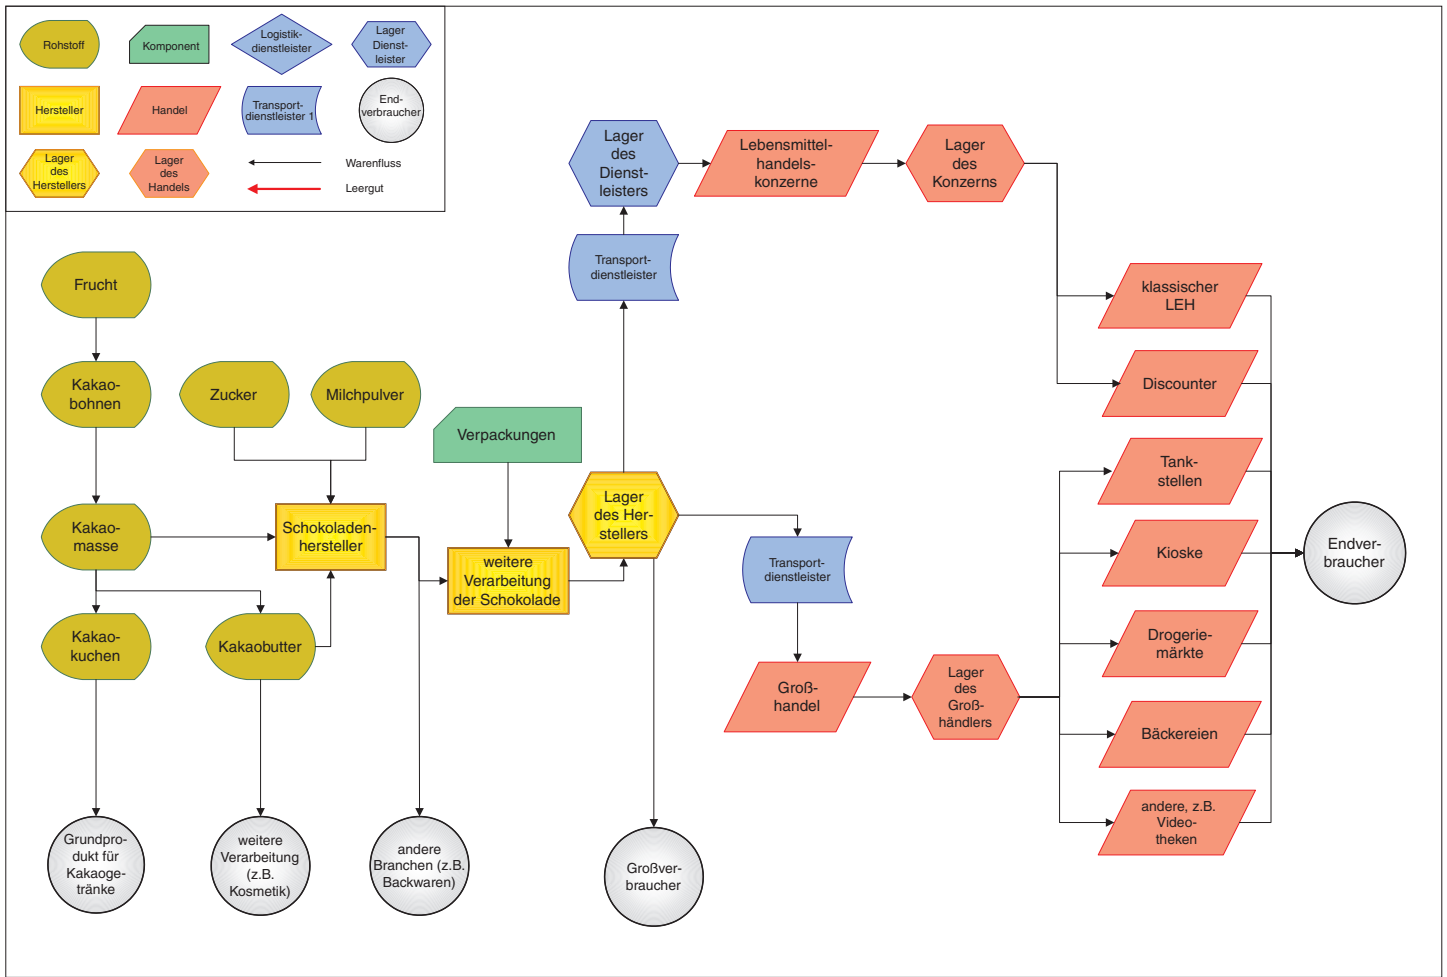 Rohstoff
Komponent
Logistik-
dienstleister
Lager
Dienst-
leister
Hersteller
Handel
Transport-
dienstleister 1
End-
verbraucher
Lager
des
Herstellers
Lager
des
Handels
Warenfluss
Leergut
Lager
des
Dienst-
leisters
Lebensmittel-
handels-
konzerne
Lager
des
Konzerns
Transport-
dienstleister
Frucht
klassischer
LEH
Kakao-
bohnen
Zucker
Milchpulver
Discounter
Verpackungen
Tank-
stellen
Kakao-
masse
Schokoladen-
hersteller
Lager
des Her-
stellers
weitere
Verarbeitung
der Schokolade
Transport-
dienstleister
Kioske
Endver-
braucher
Kakao-
kuchen
Kakaobutter
Drogerie-
märkte
Groß-
handel
Lager
des
Groß-
händlers
Bäckereien
andere, z.B.
Video-
theken
Grundpro-
dukt für
Kakaoge-
tränke
weitere
Verarbeitung
(z.B.
Kosmetik)
andere
Branchen (z.B.
Backwaren)
Großver-
braucher